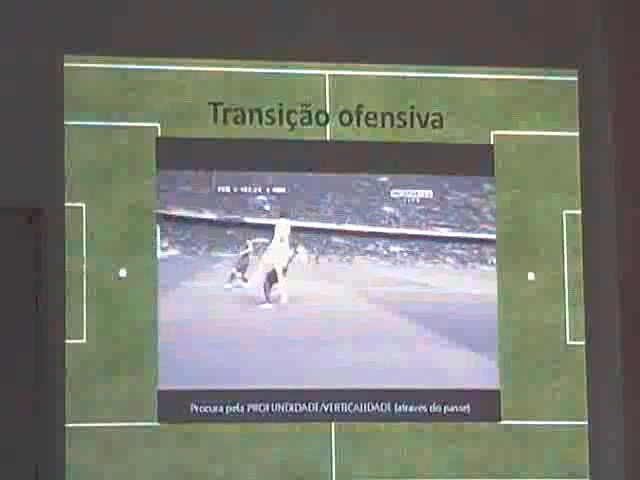 Transição ofensiva
Procura pela PROFUNDIDADE/VERTICALIDADE (através do passe)